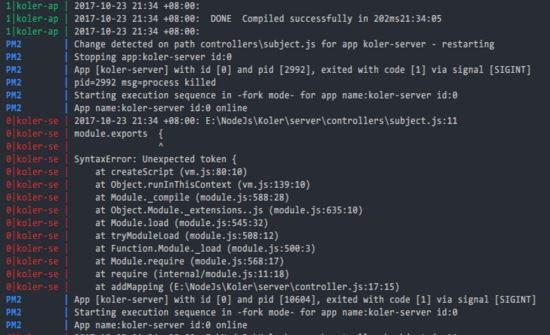 1|koler-ap | 2017-10-23 21:34 +08:00:
1|koler-ap | 2017-10-23 21:34 +08:00:  DONE  Compiled successfully in 202ms21:34:05
1|koler-ap | 2017-10-23 21:34 +08:00:
PM2        | Change detected on path controllers\subject.js for app koler-server - restarting
PM2        | Stopping app:koler-server id:0
PM2        | App [koler-server] with id [0] and pid [2992], exited with code [1] via signal [SIGINT]
PM2        | pid=2992 msg=process killed
PM2        | Starting execution sequence in -fork mode- for app name:koler-server id:0
PM2        | App name:koler-server id:0 online
0|koler-se | 2017-10-23 21:34 +08:00: E:\NodeJs\Koler\server\controllers\subject.js:11
0|koler-se | module.exports  {
0|koler-se |                 ^
0|koler-se | SyntaxError: Unexpected token {
0|koler-se |     at createScript (vm.js:80:10)
0|koler-se |     at Object.runInThisContext (vm.js:139:10)
0|koler-se |     at Module._compile (module.js:588:28)
0|koler-se |     at Object.Module._extensions..js (module.js:635:10)
0|koler-se |     at Module.load (module.js:545:32)
0|koler-se |     at tryModuleLoad (module.js:508:12)
0|koler-se |     at Function.Module._load (module.js:500:3)
0|koler-se |     at Module.require (module.js:568:17)
0|koler-se |     at require (internal/module.js:11:18)
0|koler-se |     at addMapping (E:\NodeJs\Koler\server\controller.js:17:15)
PM2        | App [koler-server] with id [0] and pid [10604], exited with code [1] via signal [SIGINT]
PM2        | Starting execution sequence in -fork mode- for app name:koler-server id:0
PM2        | App name:koler-server id:0 online